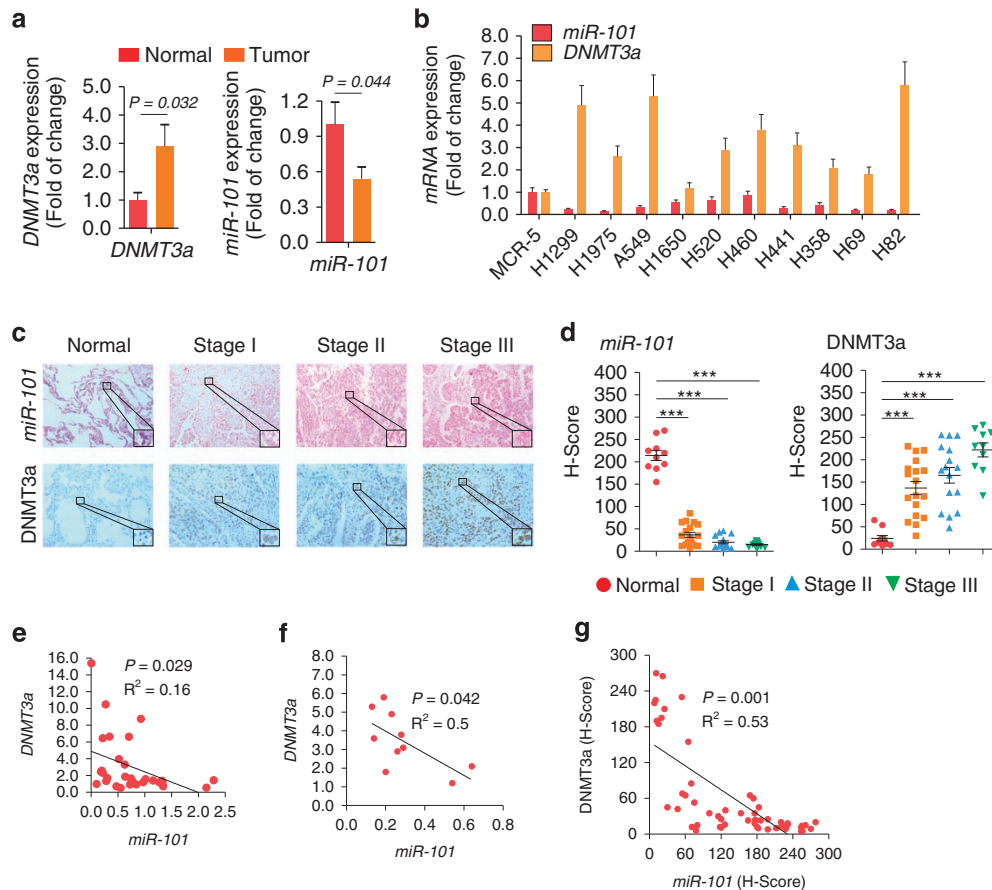 a
Normal Tumor
DNMT3a expression
(Fold of change)
5.0
4.0
3.0
2.0
1.0
0.0
P = 0.032
DNMT3a
miR-101 expression
(Fold of change)
1.2
0.9
0.6
0.3
0.0
P = 0.044
miR-101
b
miR-101
DNMT3a
mRNA expression
(Fold of change)
8.0
7.0
6.0
5.0
4.0
3.0
2.0
1.0
0.0
MCR-5 H1299 H1975 A549 H1650 H520 H460 H441 H358 H69 H82
c
Normal Stage I Stage II Stage III
miR-101
DNMT3a
d
miR-101
H-Score
400
350
300
250
200
150
100
50
0
*** *** ***
DNMT3a
H-Score
400
350
300
250
200
150
100
50
0
*** *** ***
Normal Stage I Stage II Stage III
e
DNMT3a
16.0
14.0
12.0
10.0
8.0
6.0
4.0
2.0
0.0
P = 0.029
R² = 0.16
0.0 0.5 1.0 1.5 2.0 2.5
miR-101
f
DNMT3a
8.0
7.0
6.0
5.0
4.0
3.0
2.0
1.0
0.0
P = 0.042
R² = 0.5
0.0 0.2 0.4 0.6 0.8
miR-101
g
DNMT3a (H-Score)
300
240
180
120
60
0
P = 0.001
R² = 0.53
0 60 120 180 240 300
miR-101 (H-Score)